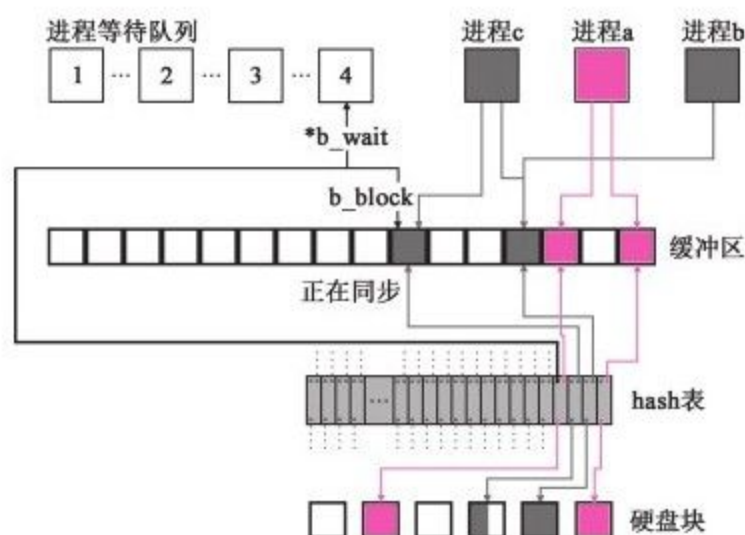 进程等待队列
进程c 进程a 进程b
1 ... 2 ... 3 ... 4
*b_wait
b_block
缓冲区
正在同步
...
hash表
硬盘块